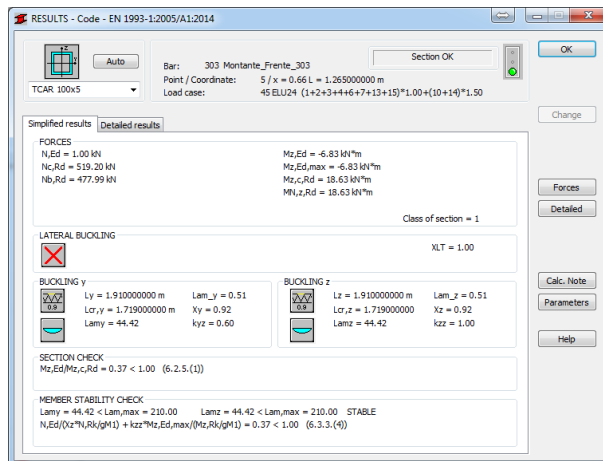 RESULTS - Code - EN 1993-1:2005/A1:2014
z
y
Auto
TCAR 100x5
Bar: 303 Montante_Frente_303
Section OK
Point / Coordinate: 5 / x = 0.66 L = 1.265000000 m
Load case: 45 ELU24 (1+2+3+4+6+7+13+15)*1.00+(10+14)*1.50
OK
Change
Forces
Detailed
Calc. Note
Parameters
Help
Simplified results Detailed results
FORCES
N,Ed = 1.00 kN Mz,Ed = -6.83 kN*m
Nc,Rd = 519.20 kN Mz,Ed,max = -6.83 kN*m
Nb,Rd = 477.99 kN Mz,c,Rd = 18.63 kN*m
MN,z,Rd = 18.63 kN*m
Class of section = 1
LATERAL BUCKLING
XLT = 1.00
BUCKLING y
0.9
Ly = 1.910000000 m Lam_y = 0.51
Lcr,y = 1.719000000 m Xy = 0.92
Lamy = 44.42 kyz = 0.60
BUCKLING z
0.9
Lz = 1.910000000 m Lam_z = 0.51
Lcr,z = 1.719000000 Xz = 0.92
Lamz = 44.42 kzz = 1.00
SECTION CHECK
Mz,Ed/Mz,c,Rd = 0.37 < 1.00 (6.2.5.(1))
MEMBER STABILITY CHECK
Lamy = 44.42 < Lam,max = 210.00 Lamz = 44.42 < Lam,max = 210.00 STABLE
N,Ed/(Xz*N,Rk/gM1) + kzz*Mz,Ed,max/(Mz,Rk/gM1) = 0.37 < 1.00 (6.3.3.(4))